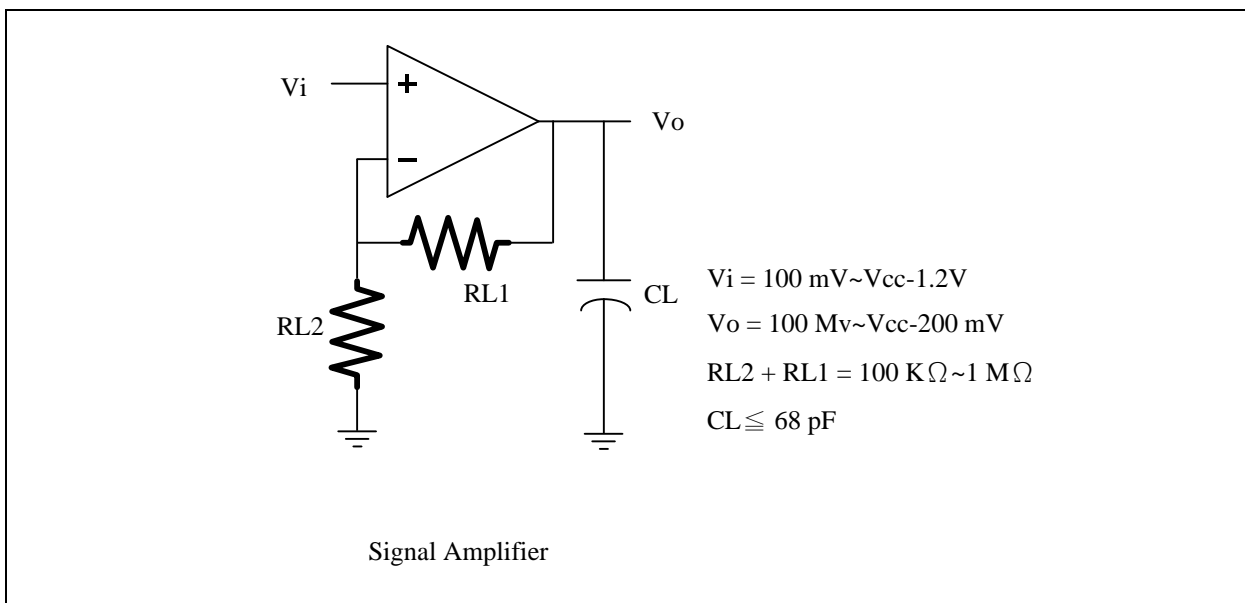 Vi
+
−
Vo
RL1
RL2
CL
Vi = 100 mV~Vcc-1.2V
Vo = 100 Mv~Vcc-200 mV
RL2 + RL1 = 100 KΩ~1 MΩ
CL≦ 68 pF
Signal Amplifier